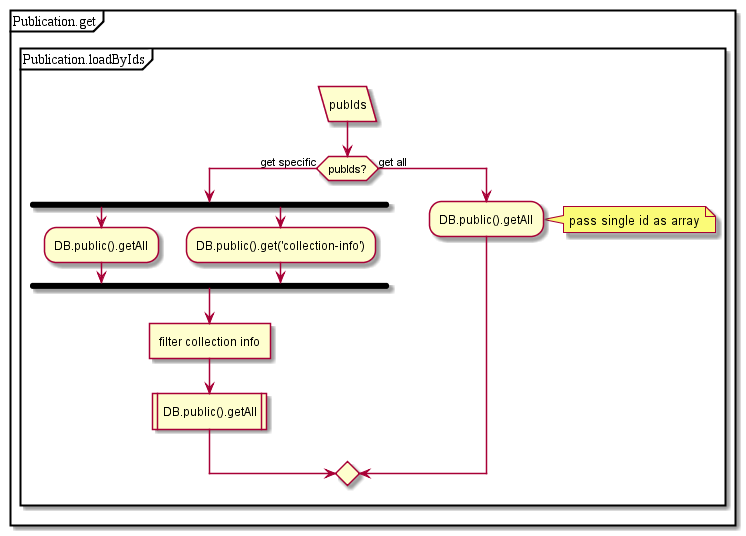 Publication.get
Publication.loadByIds
pubIds
get specific
pubIds?
get all
DB.public().getAll
pass single id as array
DB.public().getAll
DB.public().get('collection-info')
filter collection info
DB.public().getAll